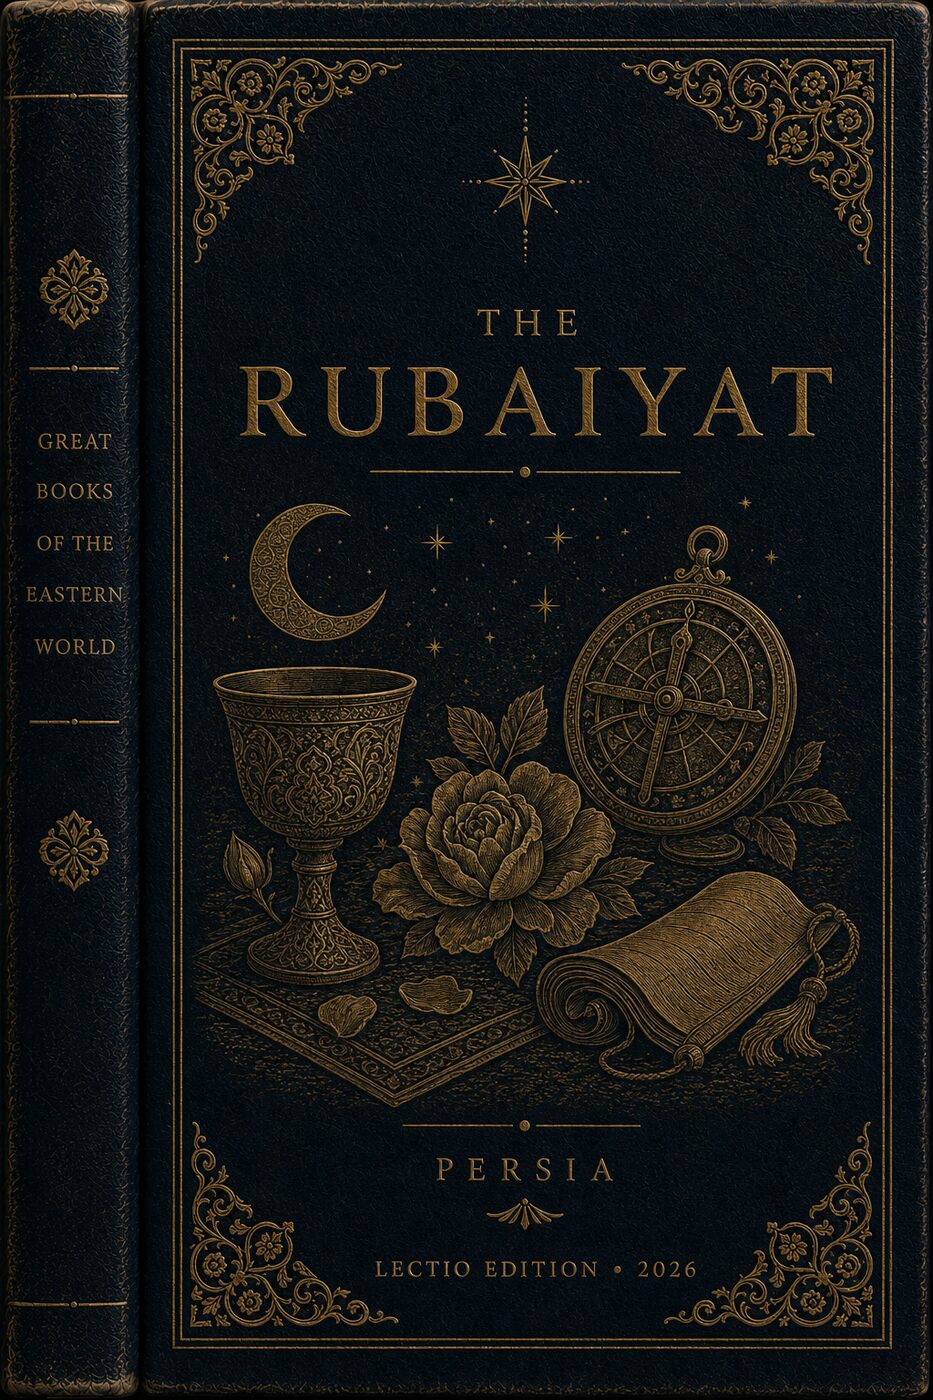 GREAT
BOOKS
OF THE
EASTERN
WORLD
THE
RUBAIYAT
PERSIA
LECTIO EDITION • 2026